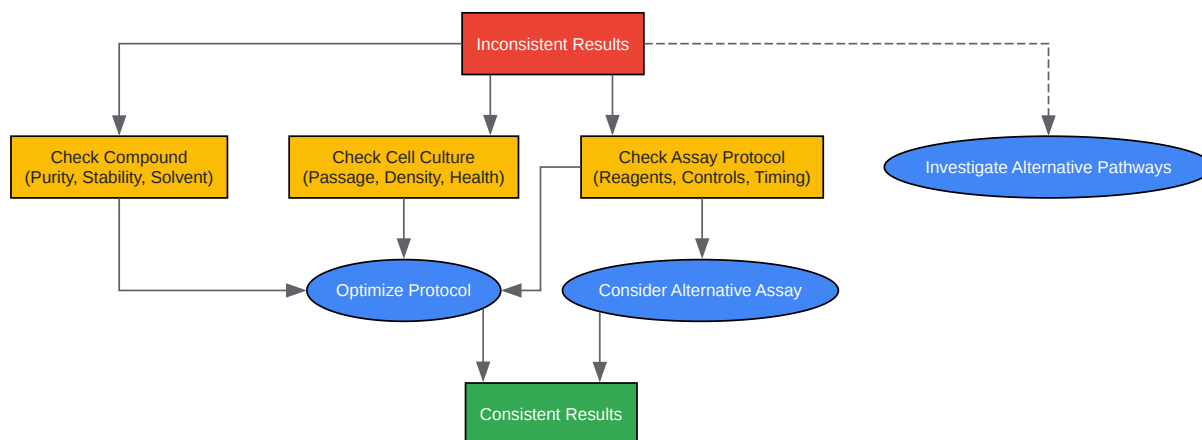 Inconsistent Results
Check Compound
(Purity, Stability, Solvent)
Check Cell Culture
(Passage, Density, Health)
Check Assay Protocol
(Reagents, Controls, Timing)
Investigate Alternative Pathways
Optimize Protocol
Consider Alternative Assay
Consistent Results